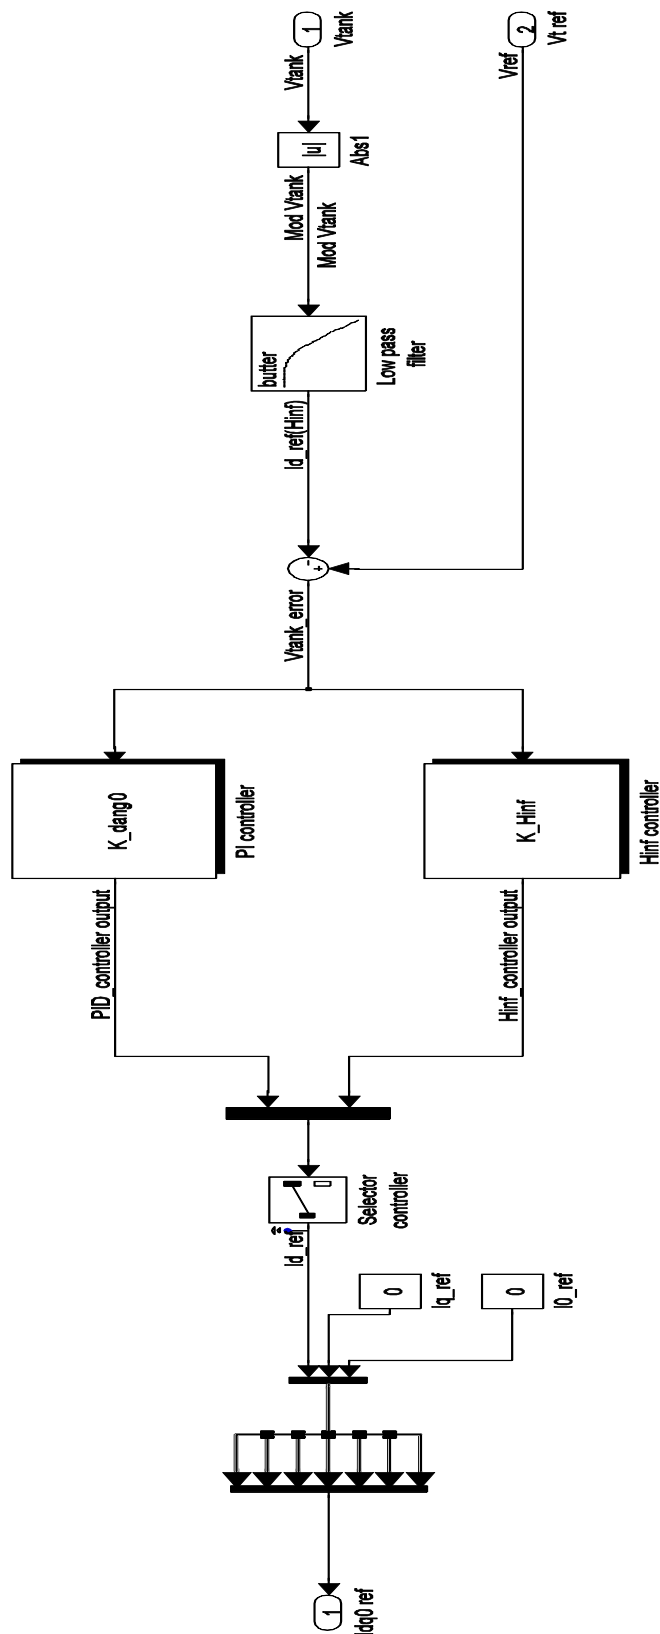 1
Vtank
2
Vt ref
Vtank
Vref
|u|
Abs1
Mod Vtank
Mod Vtank
butter
Low pass
filter
Id_ref(Hinf)
-
+
Vtank_error
K_dang0
PI controller
K_Hinf
Hinf controller
PID_controller output
Hinf_controller output
Selector
controller
Id_ref
0
Iq_ref
0
I0_ref
1
Idq0 ref